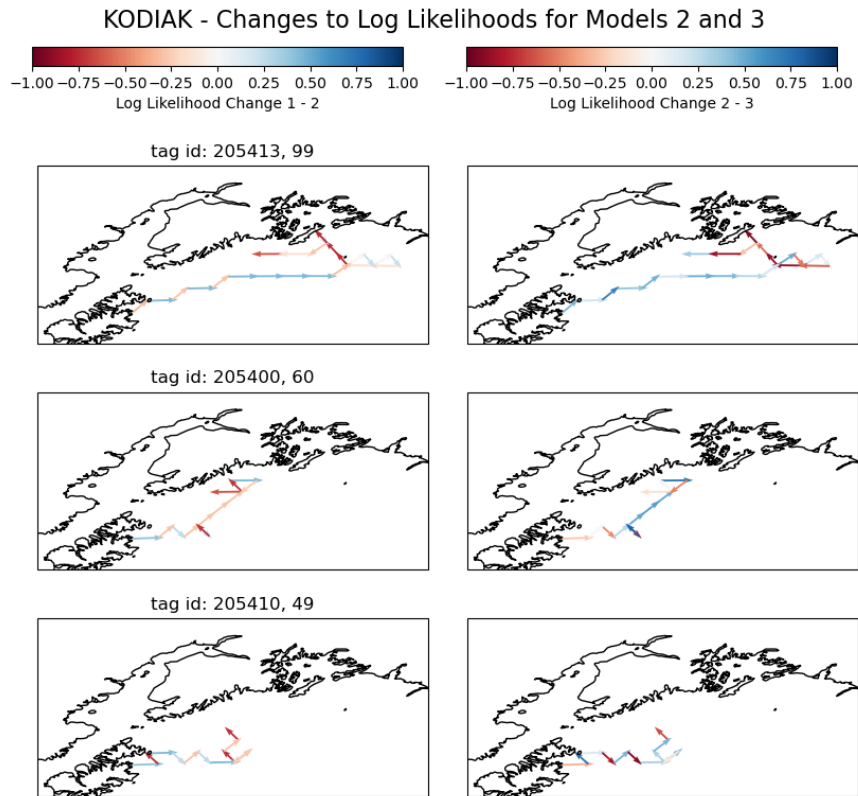 KODIAK - Changes to Log Likelihoods for Models 2 and 3
−1.00 −0.75 −0.50 −0.25 0.00 0.25 0.50 0.75 1.00
Log Likelihood Change 1 - 2
−1.00 −0.75 −0.50 −0.25 0.00 0.25 0.50 0.75 1.00
Log Likelihood Change 2 - 3
tag id: 205413, 99
tag id: 205400, 60
tag id: 205410, 49